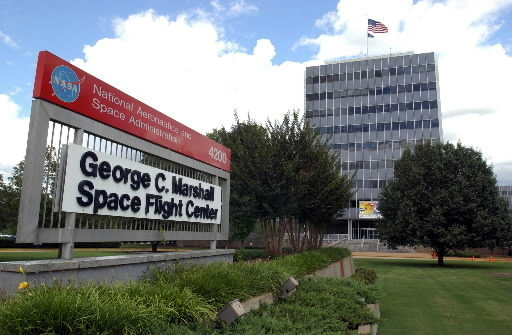 NASA
National Aeronautics and
Space Administration
4200
George C. Marshall
Space Flight Center